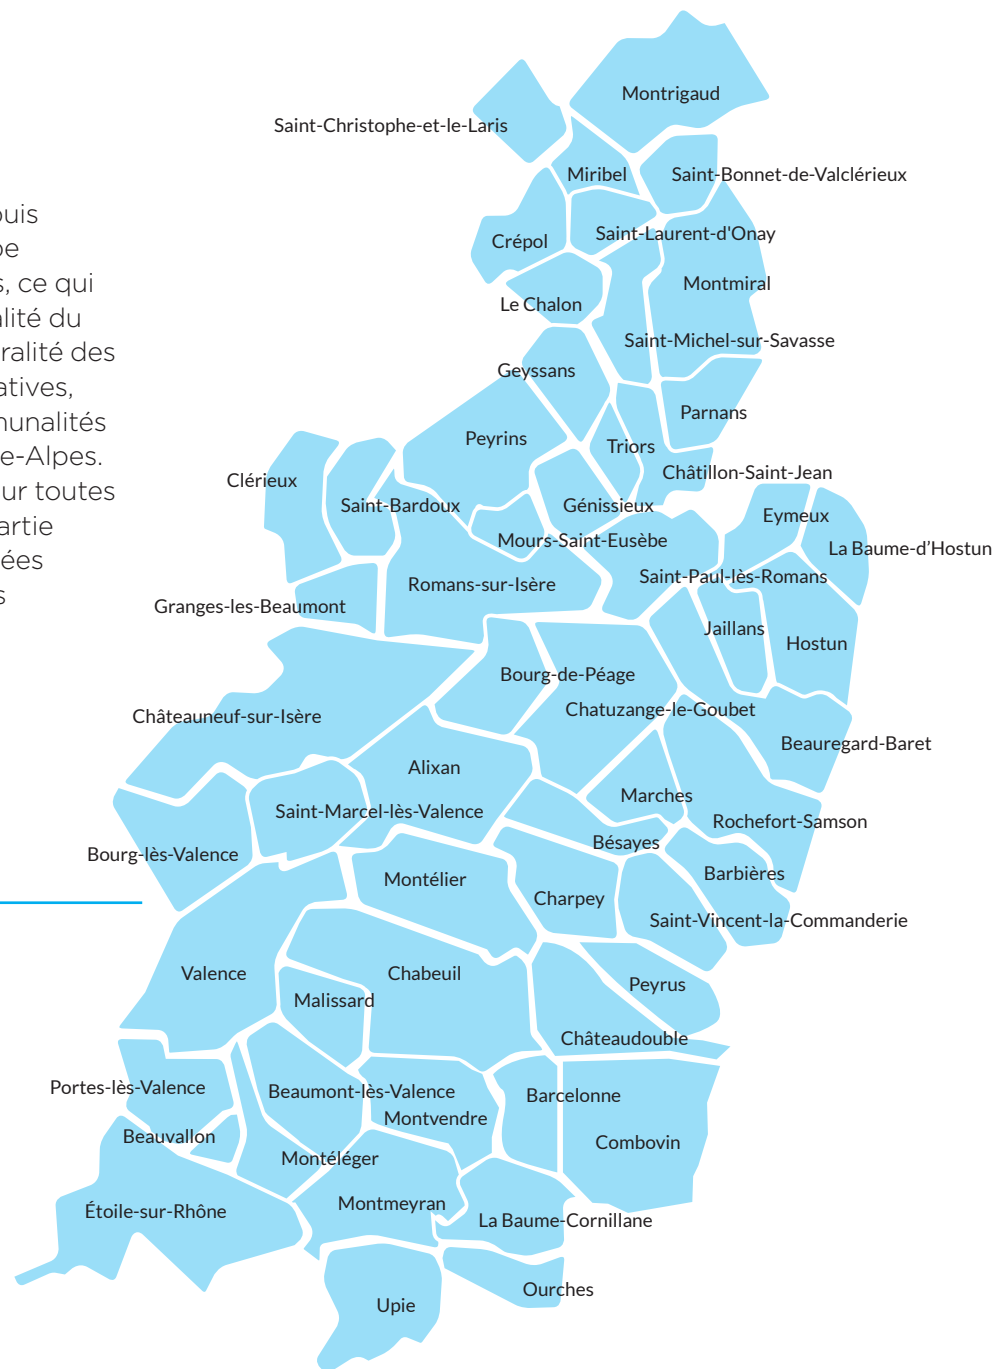 ouis
pe
s, ce qui
alité du
ralité des
atives,
nunalités
e-Alpes.
ur toutes
artie
ées
s
Montrigaud
Saint-Christophe-et-le-Laris
Miribel
Saint-Bonnet-de-Valclérieux
Saint-Laurent-d'Onay
Crépol
Montmiral
Le Chalon
Saint-Michel-sur-Savasse
Geyssans
Parnans
Peyrins
Triors
Châtillon-Saint-Jean
Clérieux
Saint-Bardoux
Génissieux
Eymeux
Mours-Saint-Eusèbe
La Baume-d’Hostun
Saint-Paul-lès-Romans
Romans-sur-Isère
Granges-les-Beaumont
Jaillans
Hostun
Bourg-de-Péage
Chatuzange-le-Goubet
Châteauneuf-sur-Isère
Beauregard-Baret
Alixan
Marches
Saint-Marcel-lès-Valence
Rochefort-Samson
Bésayes
Bourg-lès-Valence
Barbières
Montélier
Charpey
Saint-Vincent-la-Commanderie
Valence
Chabeuil
Peyrus
Malissard
Châteaudouble
Portes-lès-Valence
Beaumont-lès-Valence
Barcelonne
Montvendre
Beauvallon
Combovin
Montéléger
Montmeyran
Étoile-sur-Rhône
La Baume-Cornillane
Ourches
Upie